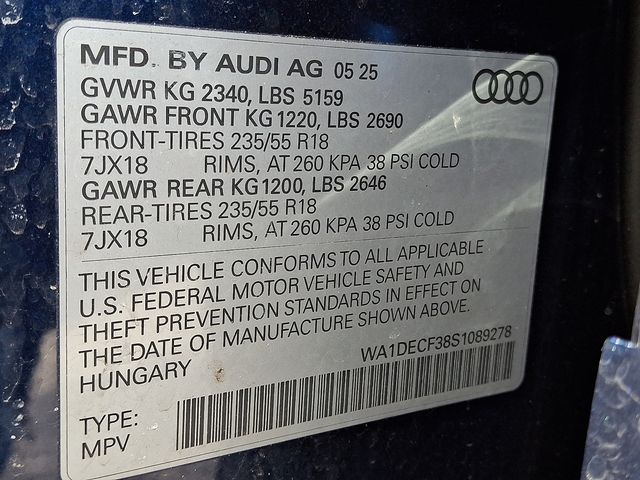 MFD. BY AUDI AG 05 25
GVWR KG 2340, LBS 5159
GAWR FRONT KG 1220, LBS 2690
FRONT-TIRES 235/55 R18
7JX18 RIMS, AT 260 KPA 38 PSI COLD
GAWR REAR KG 1200, LBS 2646
REAR-TIRES 235/55 R18
7JX18 RIMS, AT 260 KPA 38 PSI COLD
THIS VEHICLE CONFORMS TO ALL APPLICABLE
U.S. FEDERAL MOTOR VEHICLE SAFETY AND
THEFT PREVENTION STANDARDS IN EFFECT ON
THE DATE OF MANUFACTURE SHOWN ABOVE.
HUNGARY WA1DECF38S1089278
TYPE:
MPV